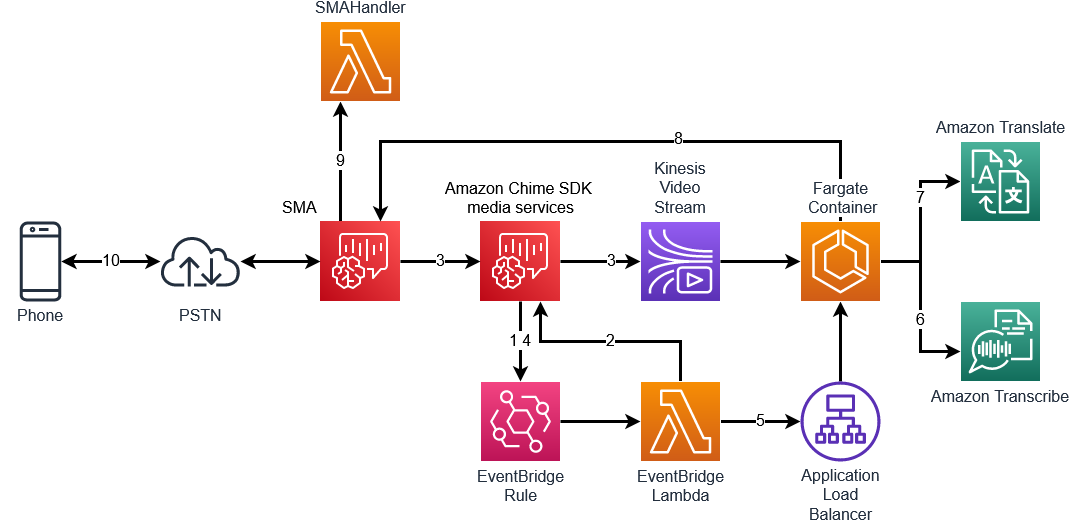 SMAHandler
9
8
Amazon Translate
Kinesis
Video
Stream
Amazon Chime SDK
media services
Fargate
Container
7
SMA
10
3
3
Phone
PSTN
6
1 4
2
Amazon Transcribe
5
EventBridge
Rule
EventBridge
Lambda
Application
Load
Balancer
A
文